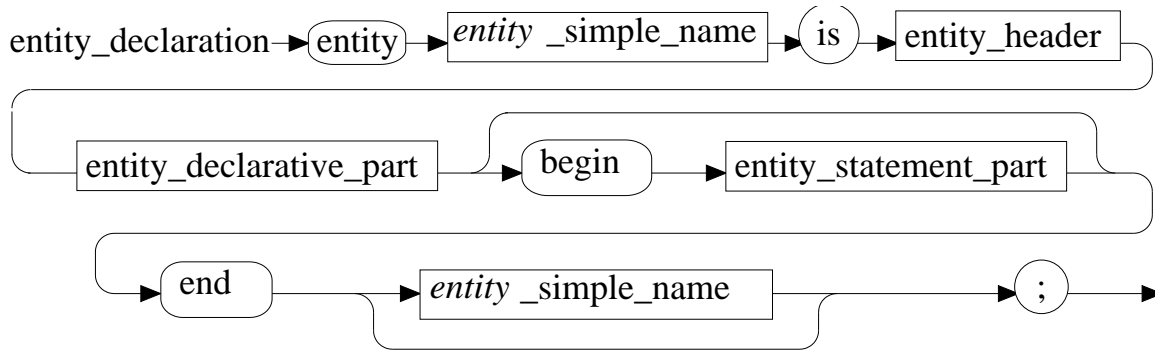 entity_declaration entity entity _simple_name is entity_header
entity_declarative_part begin entity_statement_part
end entity _simple_name ;